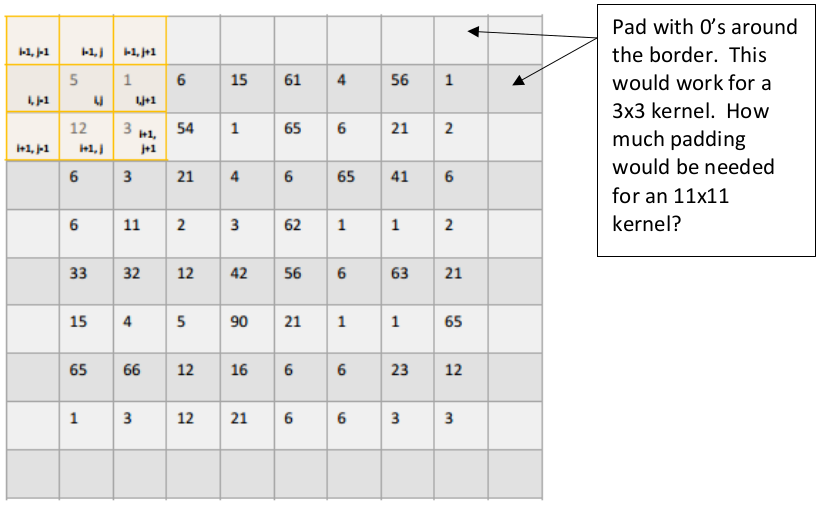 i-1, j-1 i-1, j i-1, j+1
5 1 6 15 61 4 56 1
i, j-1 i,j i,j+1
12 3 i+1, 54 1 65 6 21 2
i+1, j-1 i+1, j j+1
6 3 21 4 6 65 41 6
6 11 2 3 62 1 1 2
33 32 12 42 56 6 63 21
15 4 5 90 21 1 1 65
65 66 12 16 6 6 23 12
1 3 12 21 6 6 3 3
Pad with 0’s around
the border. This
would work for a
3x3 kernel. How
much padding
would be needed
for an 11x11
kernel?